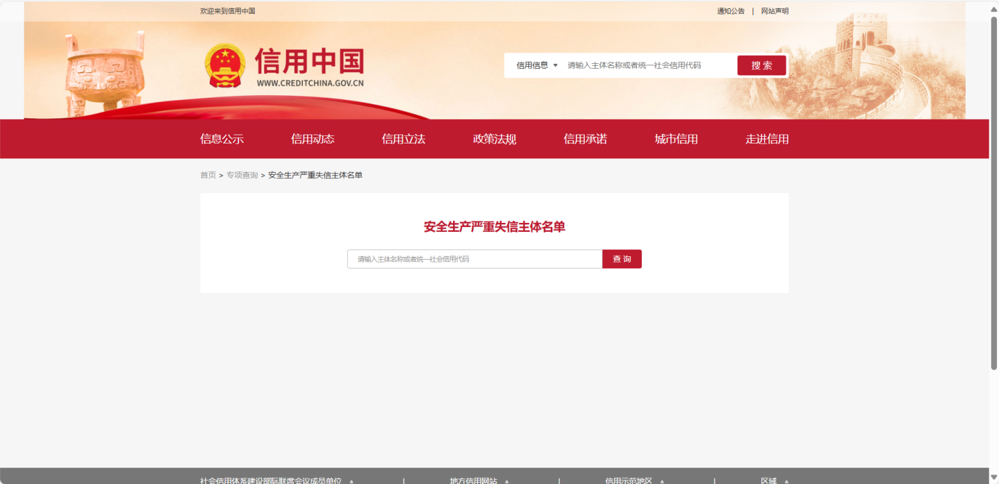 欢迎来到信用中国
通知公告 | 网站声明
信用中国
WWW.CREDITCHINA.GOV.CN
信用信息 请输入主体名称或者统一社会信用代码 搜 索
信息公示 信用动态 信用立法 政策法规 信用承诺 城市信用 走进信用
首页 > 专项查询 > 安全生产严重失信主体名单
安全生产严重失信主体名单
请输入主体名称或者统一社会信用代码 查 询
社会信用体系建设部际联席会议成员单位 | 地方信用网站 | 信用示范地区 | 区域